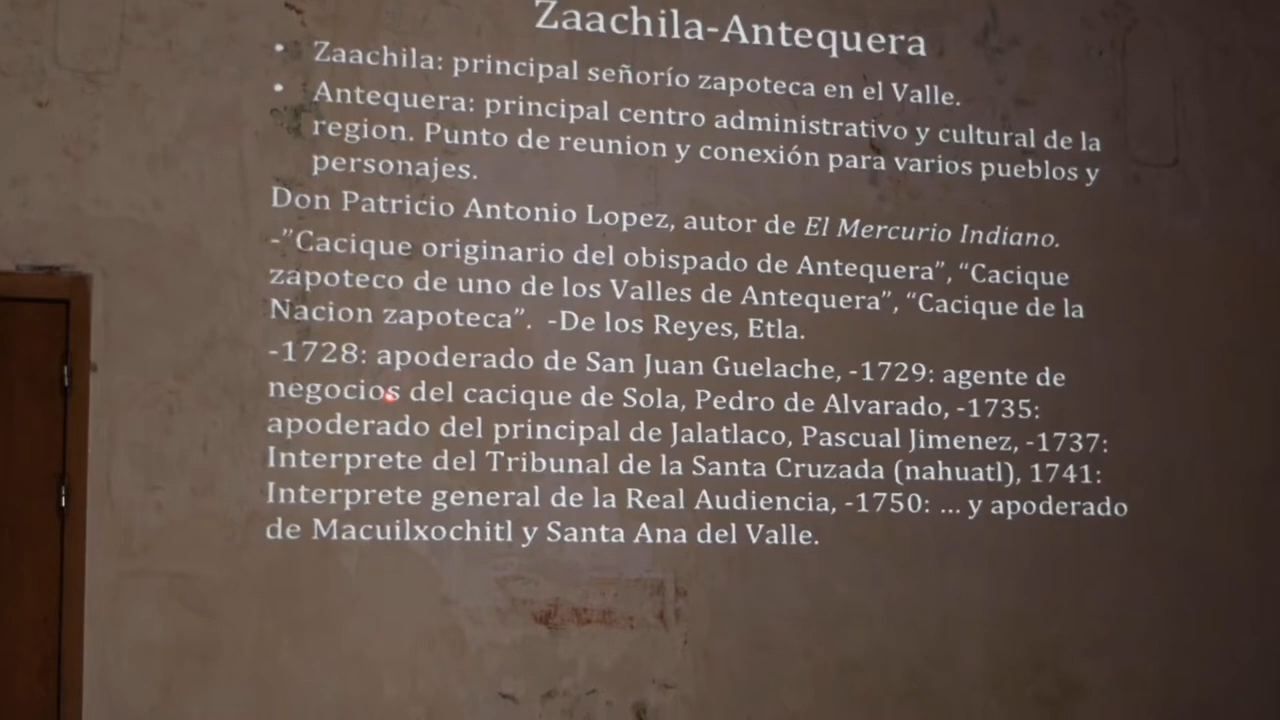 Zaachila-Antequera
• Zaachila: principal señorío zapoteca en el Valle.
• Antequera: principal centro administrativo y cultural de la
region. Punto de reunion y conexión para varios pueblos y
personajes.
Don Patricio Antonio Lopez, autor de El Mercurio Indiano.
-”Cacique originario del obispado de Antequera”, “Cacique
zapoteco de uno de los Valles de Antequera”, “Cacique de la
Nacion zapoteca”. -De los Reyes, Etla.
-1728: apoderado de San Juan Guelache, -1729: agente de
negocios del cacique de Sola, Pedro de Alvarado, -1735:
apoderado del principal de Jalatlaco, Pascual Jimenez, -1737:
Interprete del Tribunal de la Santa Cruzada (nahuatl), 1741:
Interprete general de la Real Audiencia, -1750: ... y apoderado
de Macuilxochitl y Santa Ana del Valle.